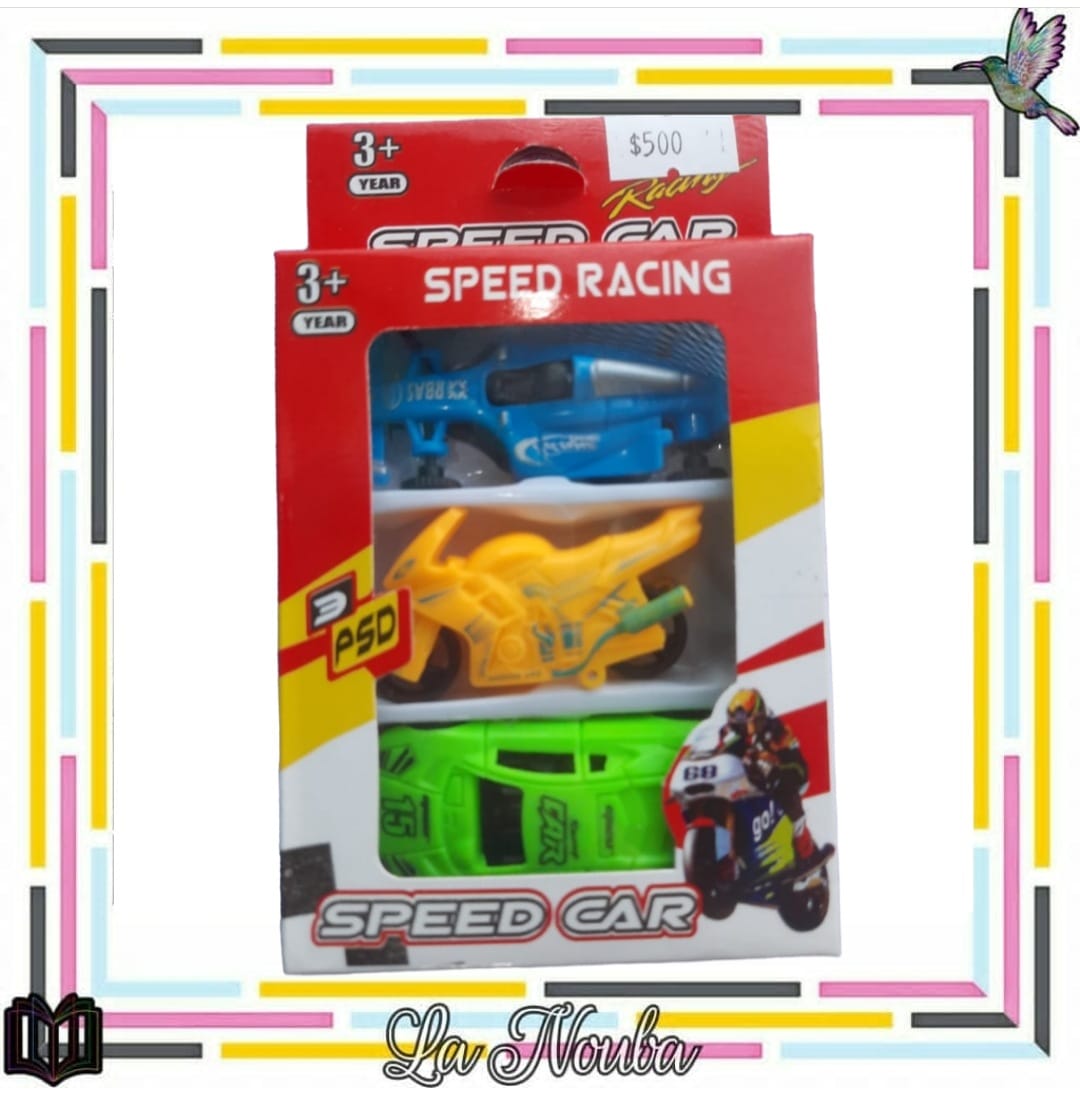 3+
YEAR
$500
Racing
SPEED CAR
3+
YEAR
SPEED RACING
3
PSD
15
CAR
68
go!
SPEED CAR
La Nouba